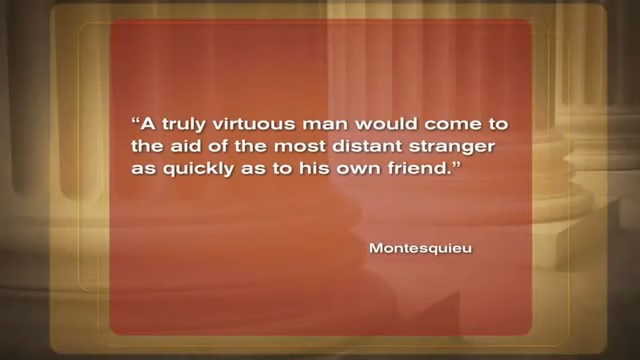 “A truly virtuous man would come to
the aid of the most distant stranger
as quickly as to his own friend.”
Montesquieu